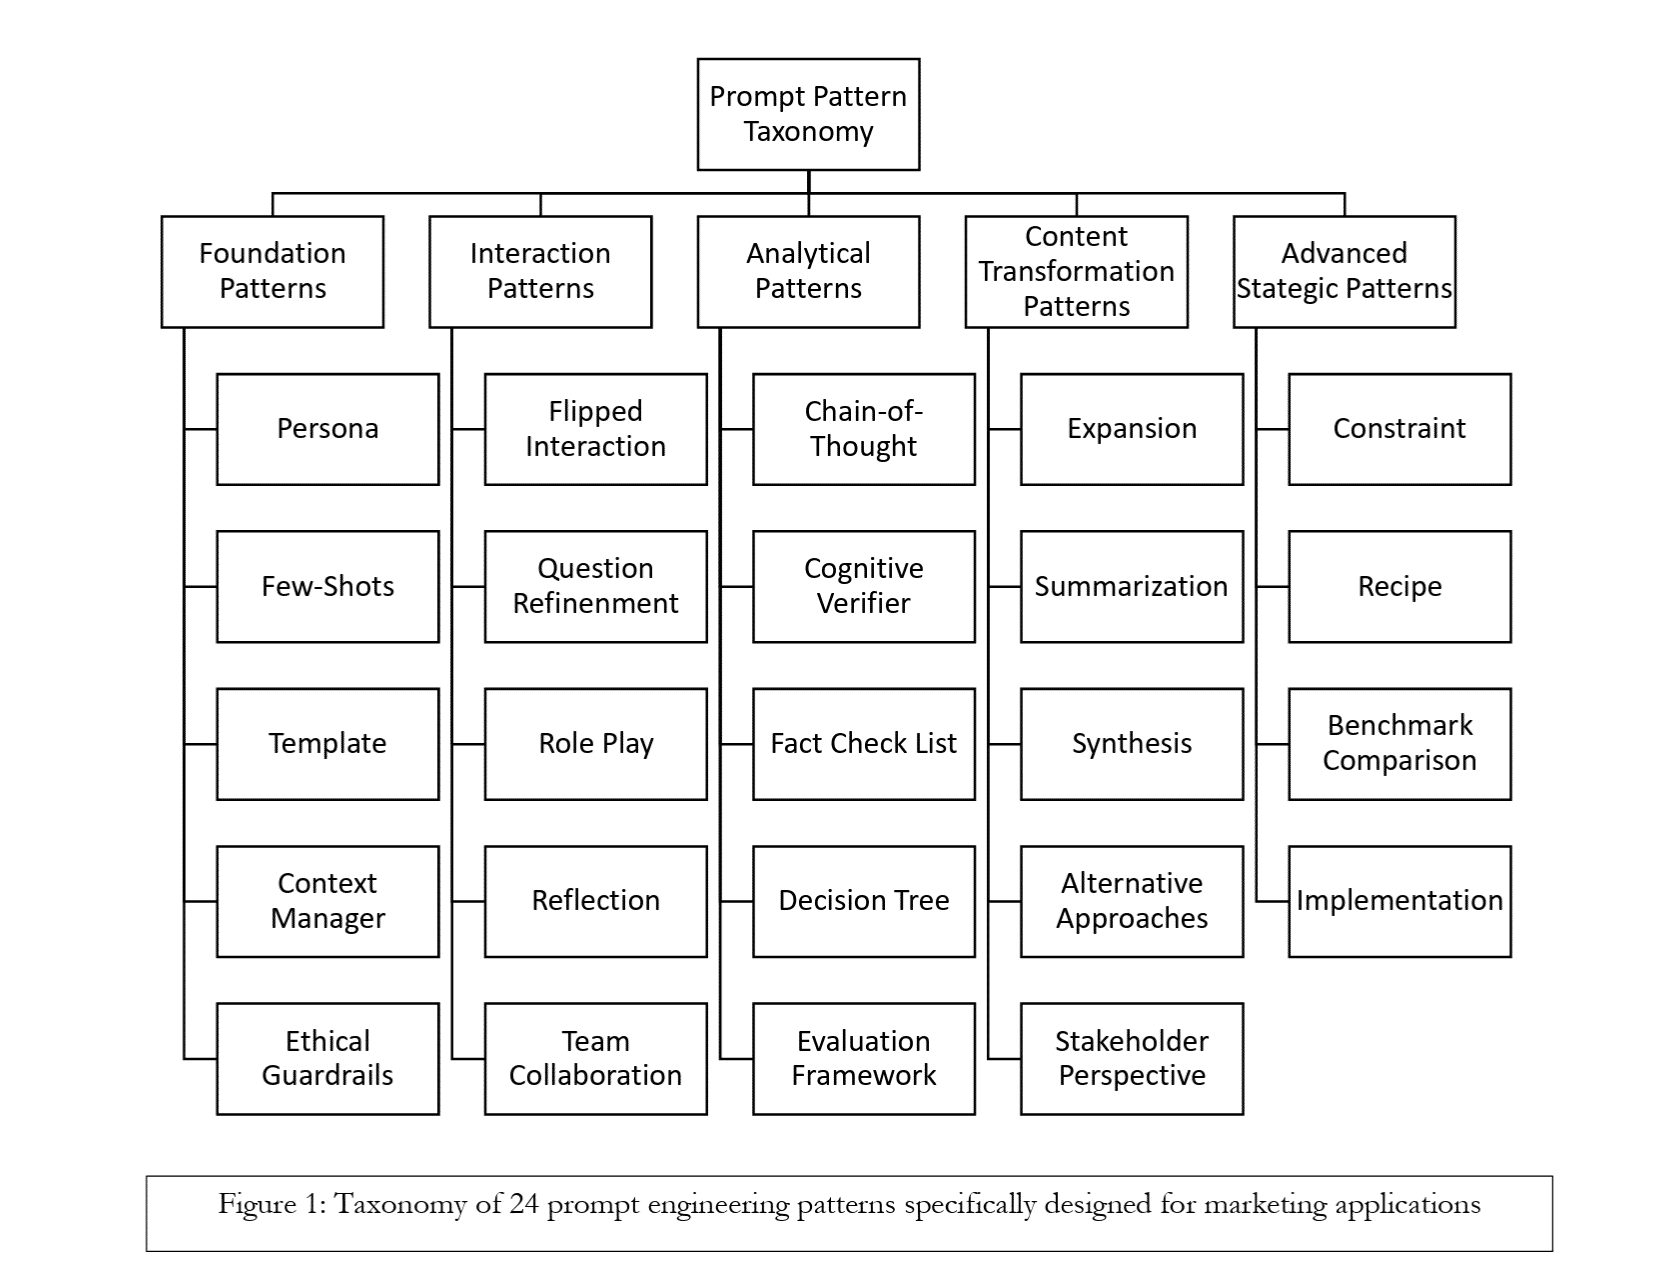 Prompt Pattern
Taxonomy
Foundation
Patterns
Interaction
Patterns
Analytical
Patterns
Content
Transformation
Patterns
Advanced
Stategic Patterns
Persona
Few-Shots
Template
Context
Manager
Ethical
Guardrails
Flipped
Interaction
Question
Refinenment
Role Play
Reflection
Team
Collaboration
Chain-of-
Thought
Cognitive
Verifier
Fact Check List
Decision Tree
Evaluation
Framework
Expansion
Summarization
Synthesis
Alternative
Approaches
Stakeholder
Perspective
Constraint
Recipe
Benchmark
Comparison
Implementation
Figure 1: Taxonomy of 24 prompt engineering patterns specifically designed for marketing applications